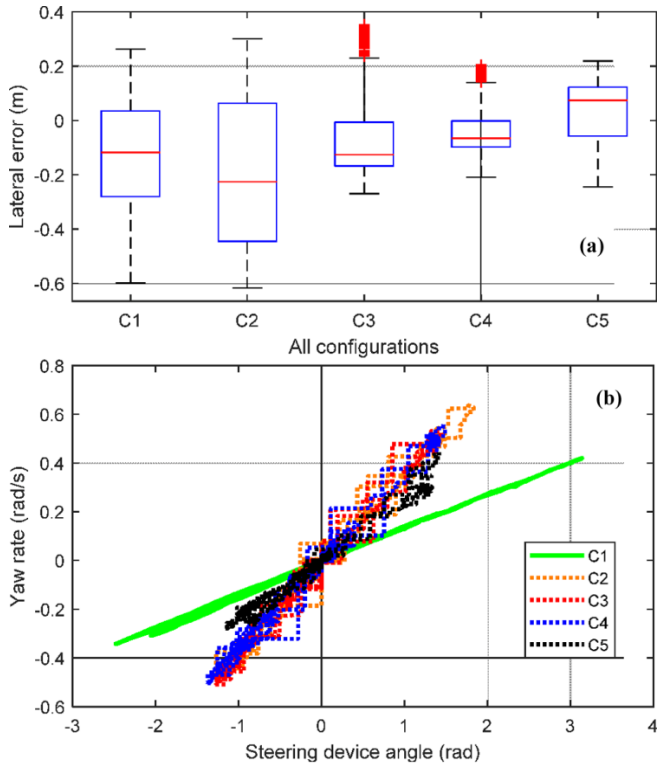 (a)
0.4
0.2
0
-0.2
-0.4
-0.6
Lateral error (m)
C1 C2 C3 C4 C5
All configurations
(b)
0.8
0.6
0.4
0.2
0
-0.2
-0.4
-0.6
Yaw rate (rad/s)
C1
C2
C3
C4
C5
-3 -2 -1 0 1 2 3 4
Steering device angle (rad)